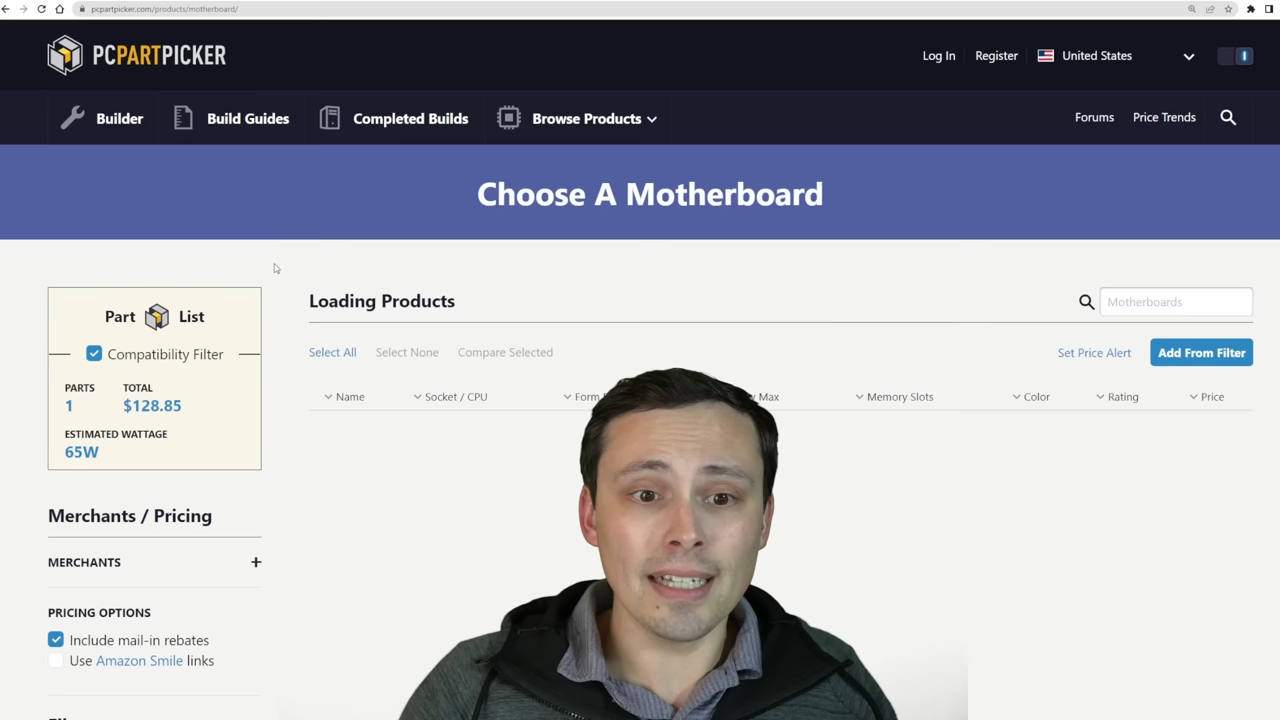 pcpartpicker.com/products/motherboard/
PCPARTPICKER
Log In Register United States
Builder Build Guides Completed Builds Browse Products Forums Price Trends
Choose A Motherboard
Part List
Compatibility Filter
PARTS TOTAL
1 $128.85
ESTIMATED WATTAGE
65W
Merchants / Pricing
MERCHANTS +
PRICING OPTIONS
Include mail-in rebates
Use Amazon Smile links
Loading Products Motherboards
Select All Select None Compare Selected Set Price Alert Add From Filter
Name Socket / CPU Form Max Memory Slots Color Rating Price